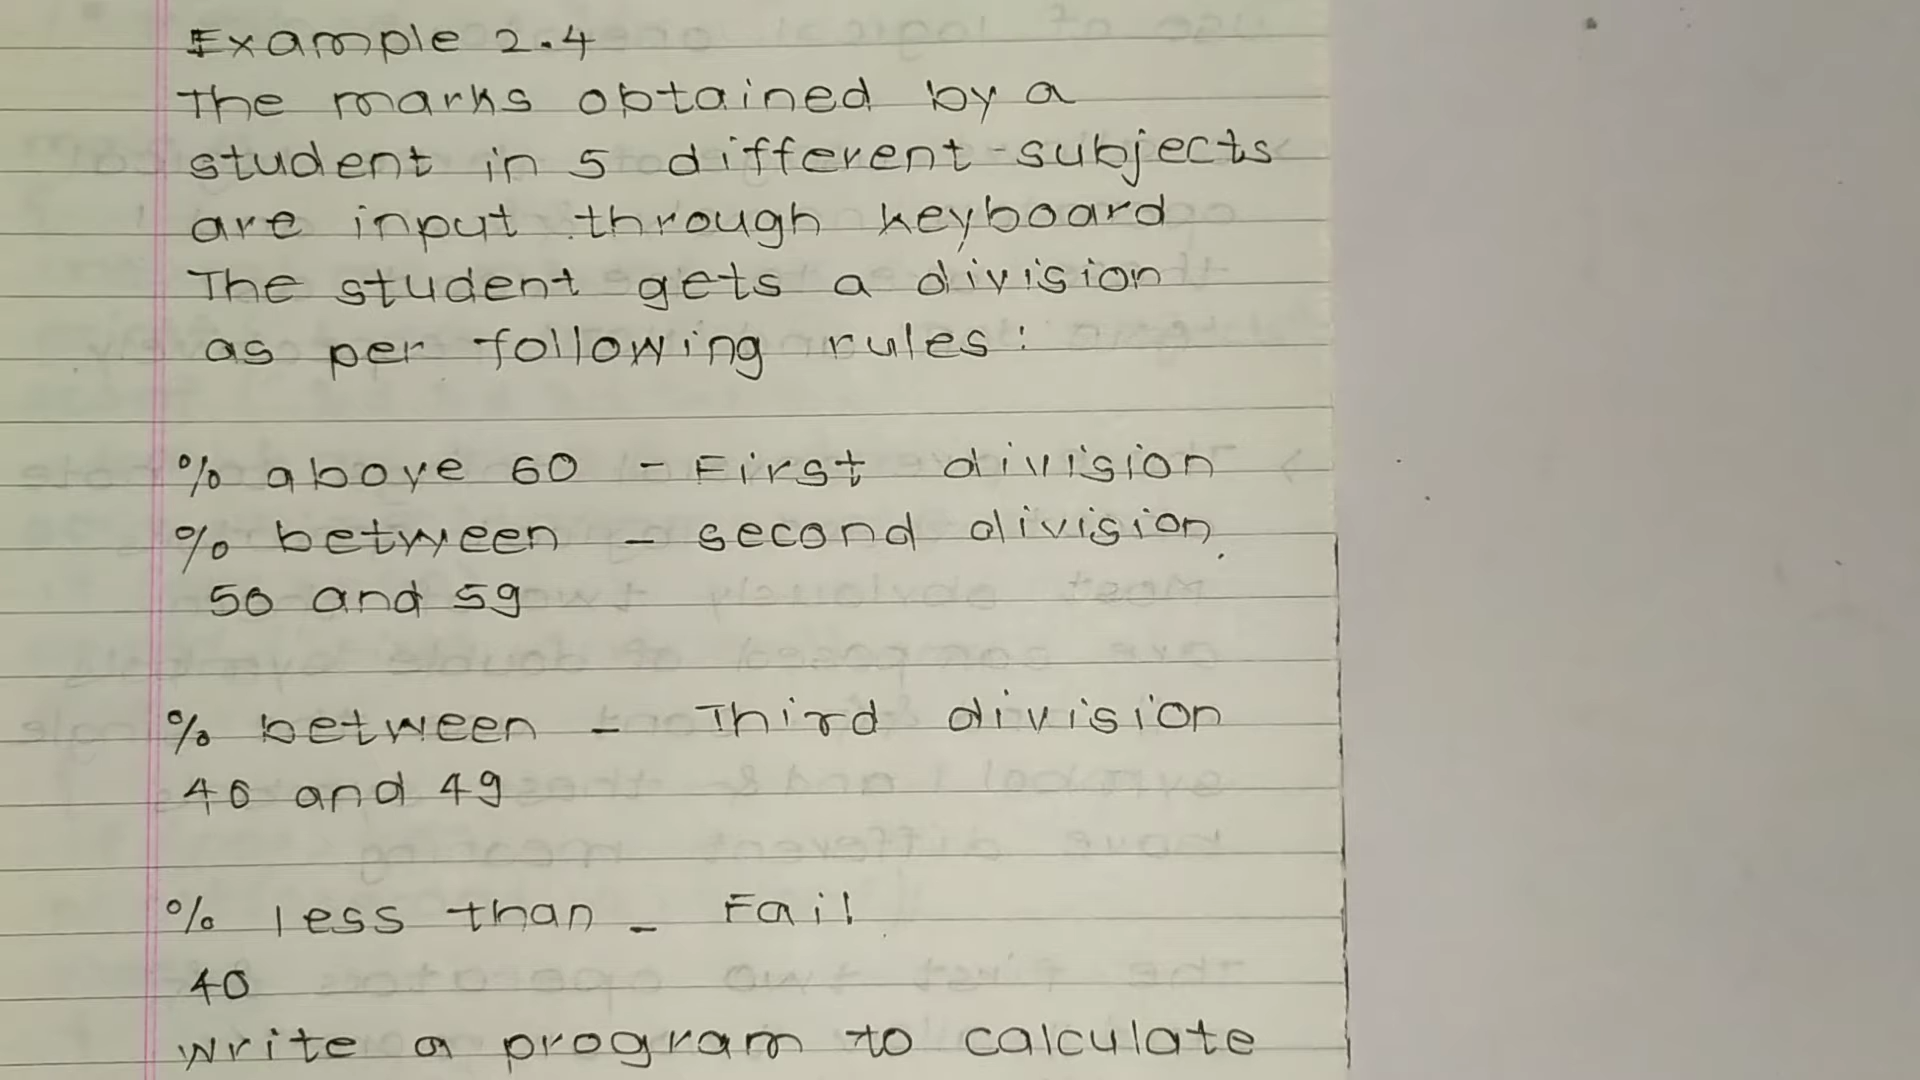 Example 2.4
The marks obtained by a
student in 5 different subjects
are input through keyboard
The student gets a division
as per following rules:
% above 60 - First division
% between - second division
50 and 59
% between - Third division
40 and 49
% less than - Fail
40
Write a program to calculate